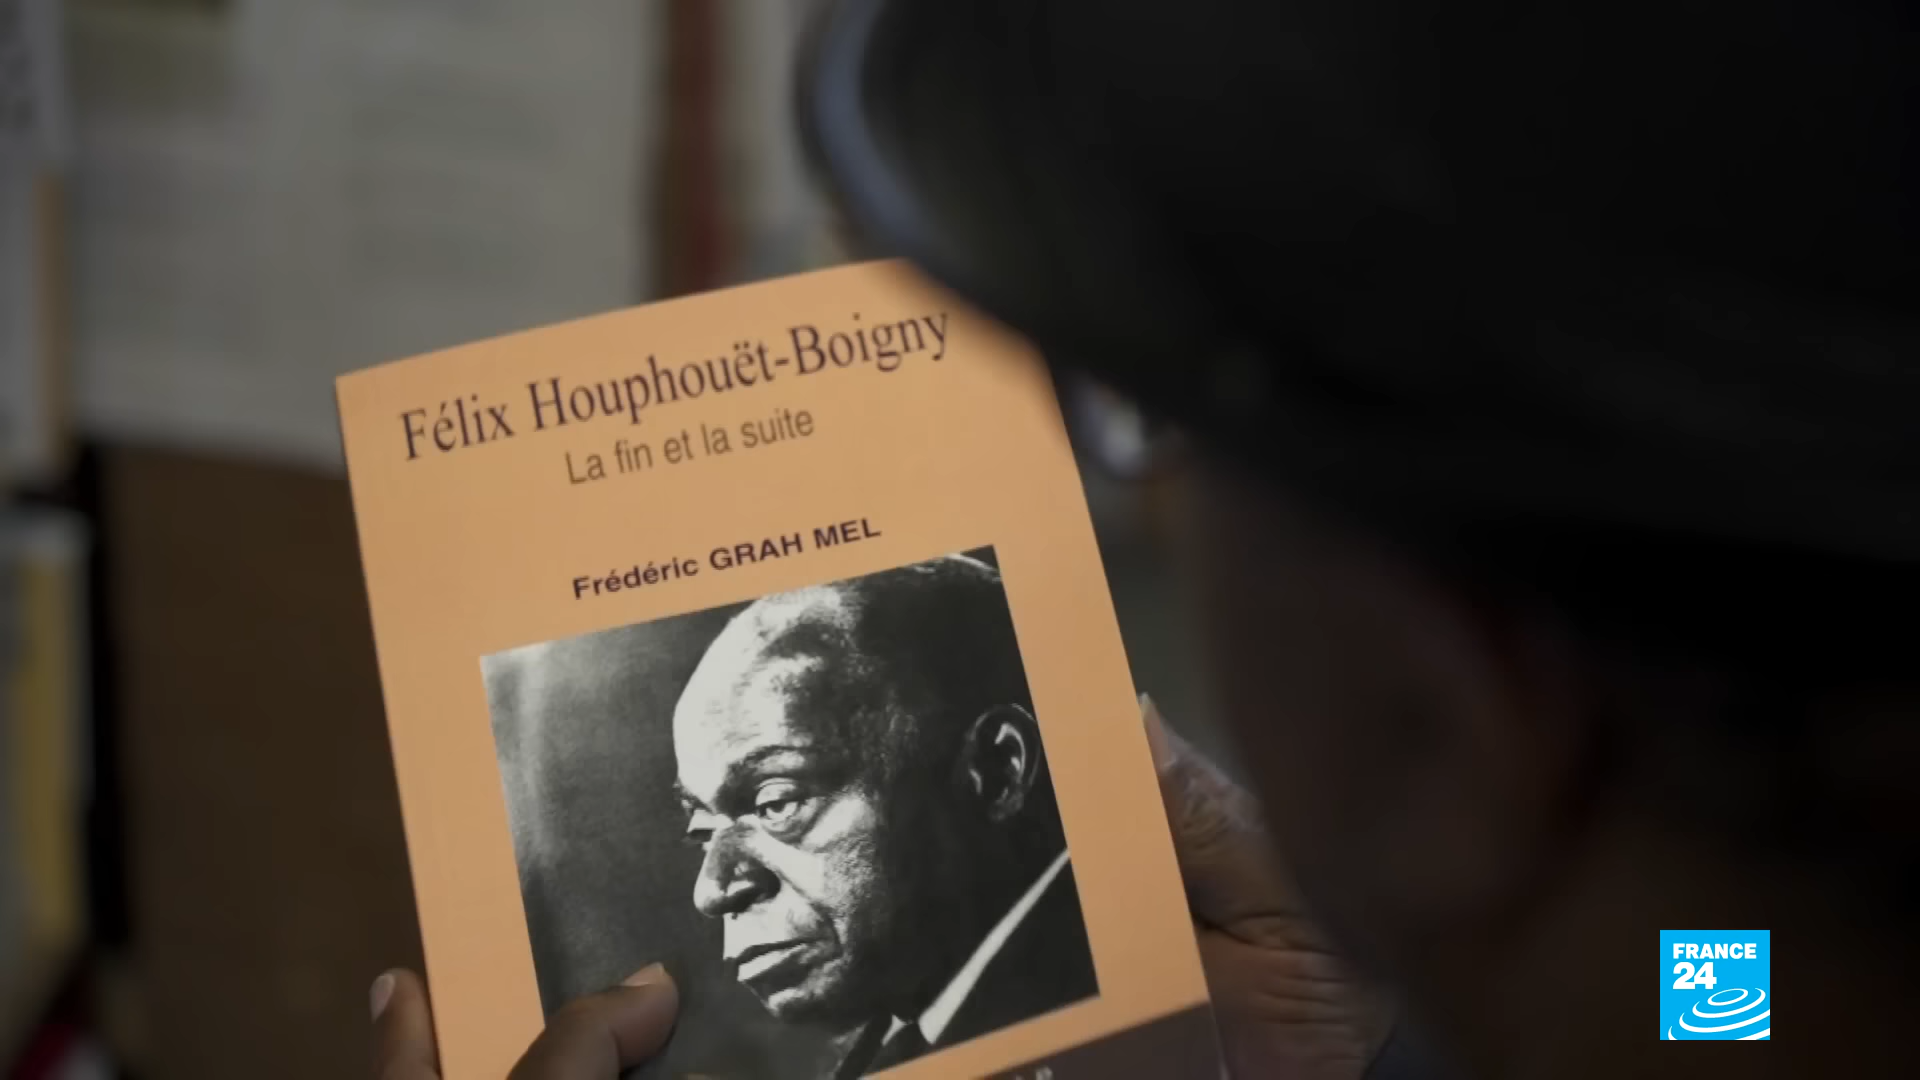 Félix Houphouët-Boigny
La fin et la suite
Frédéric GRAH MEL
FRANCE
24